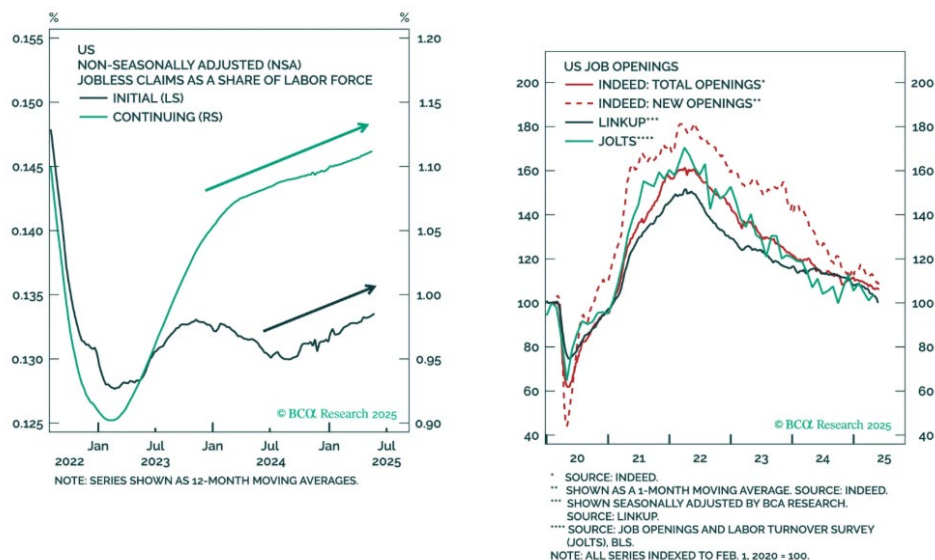 %
%
0.155
0.150
0.145
0.140
0.135
0.130
0.125
US
NON-SEASONALLY ADJUSTED (NSA)
JOBLESS CLAIMS AS A SHARE OF LABOR FORCE
INITIAL (LS)
CONTINUING (RS)
1.20
1.15
1.10
1.05
1.00
0.95
0.90
© BCα Research 2025
Jan Jul Jan Jul Jan Jul
2022 2023 2024 2025
NOTE: SERIES SHOWN AS 12-MONTH MOVING AVERAGES.
200
180
160
140
120
100
80
60
40
US JOB OPENINGS
INDEED: TOTAL OPENINGS*
INDEED: NEW OPENINGS**
LINKUP***
JOLTS****
200
180
160
140
120
100
80
60
40
© BCα Research 2025
20 21 22 23 24 25
* SOURCE: INDEED.
** SHOWN AS A 1-MONTH MOVING AVERAGE. SOURCE: INDEED.
*** SHOWN SEASONALLY ADJUSTED BY BCA RESEARCH.
SOURCE: LINKUP.
**** SOURCE: JOB OPENINGS AND LABOR TURNOVER SURVEY
(JOLTS), BLS.
NOTE: ALL SERIES INDEXED TO FEB. 1, 2020 = 100.